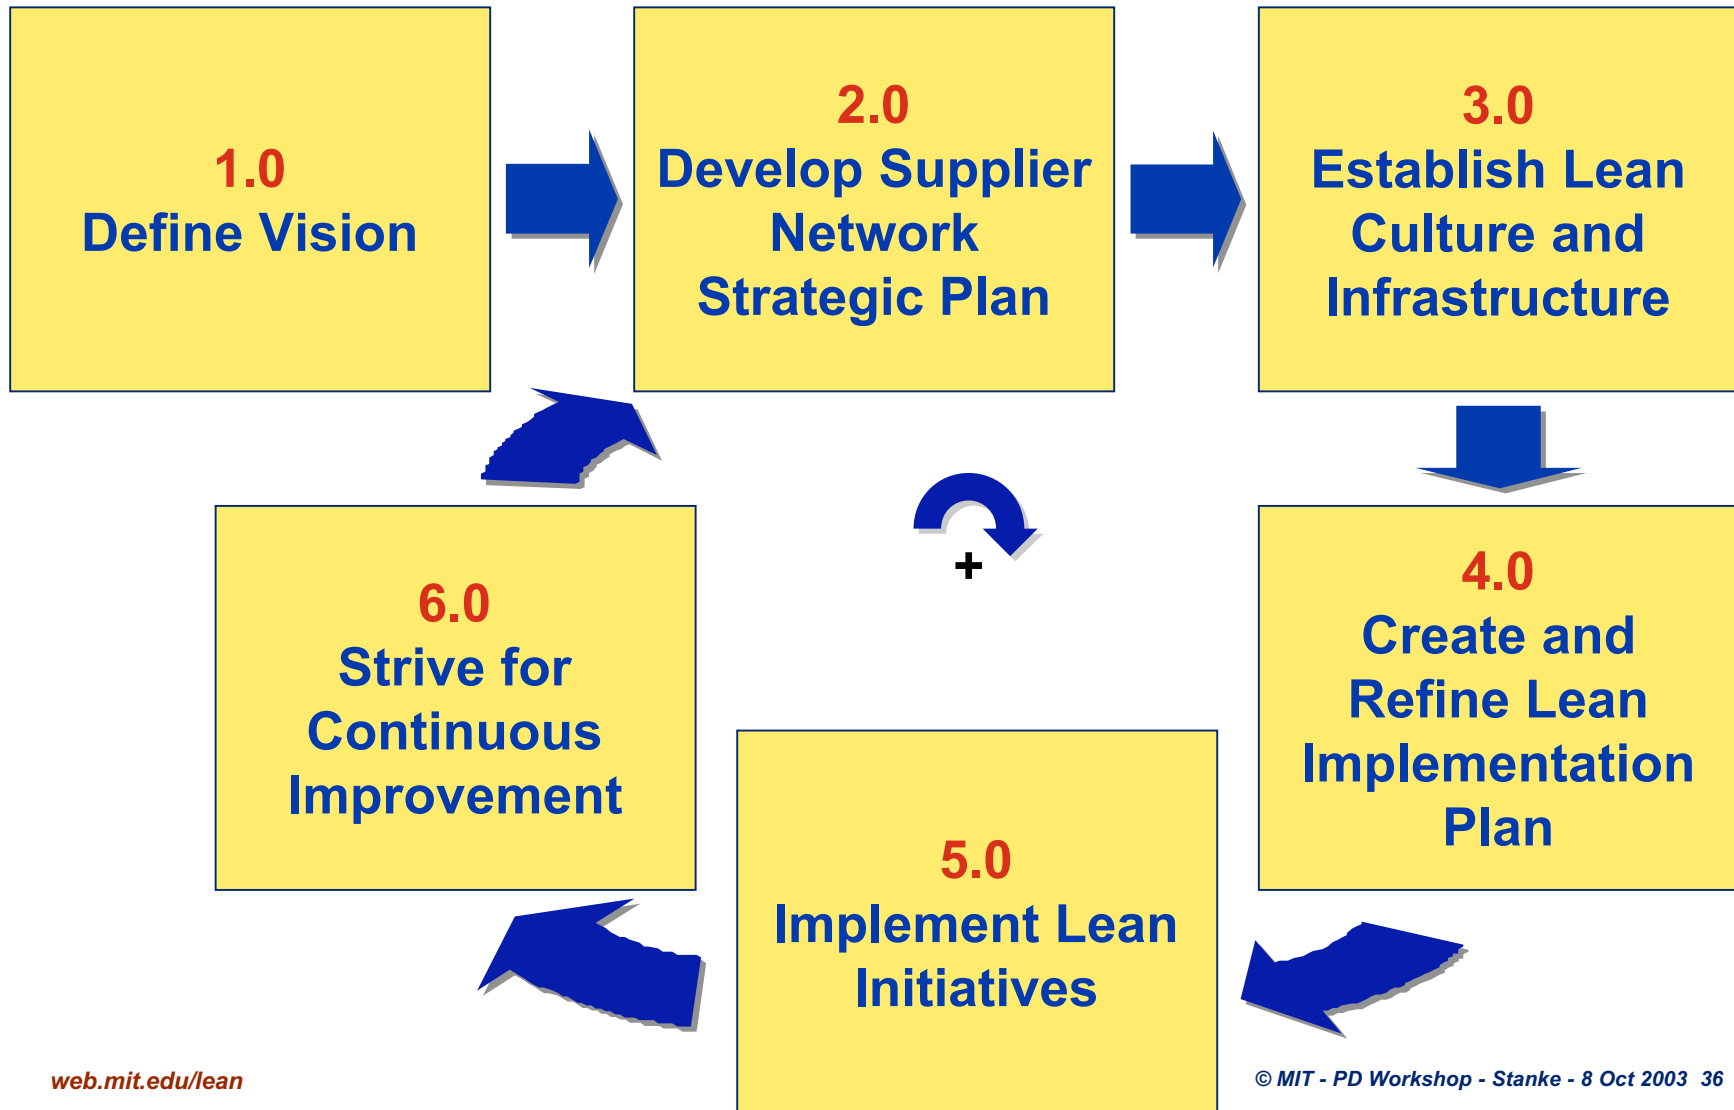 1.0
Define Vision
2.0
Develop Supplier
Network
Strategic Plan
3.0
Establish Lean
Culture and
Infrastructure
4.0
Create and
Refine Lean
Implementation
Plan
5.0
Implement Lean
Initiatives
6.0
Strive for
Continuous
Improvement
+
web.mit.edu/lean
© MIT - PD Workshop - Stanke - 8 Oct 2003 36